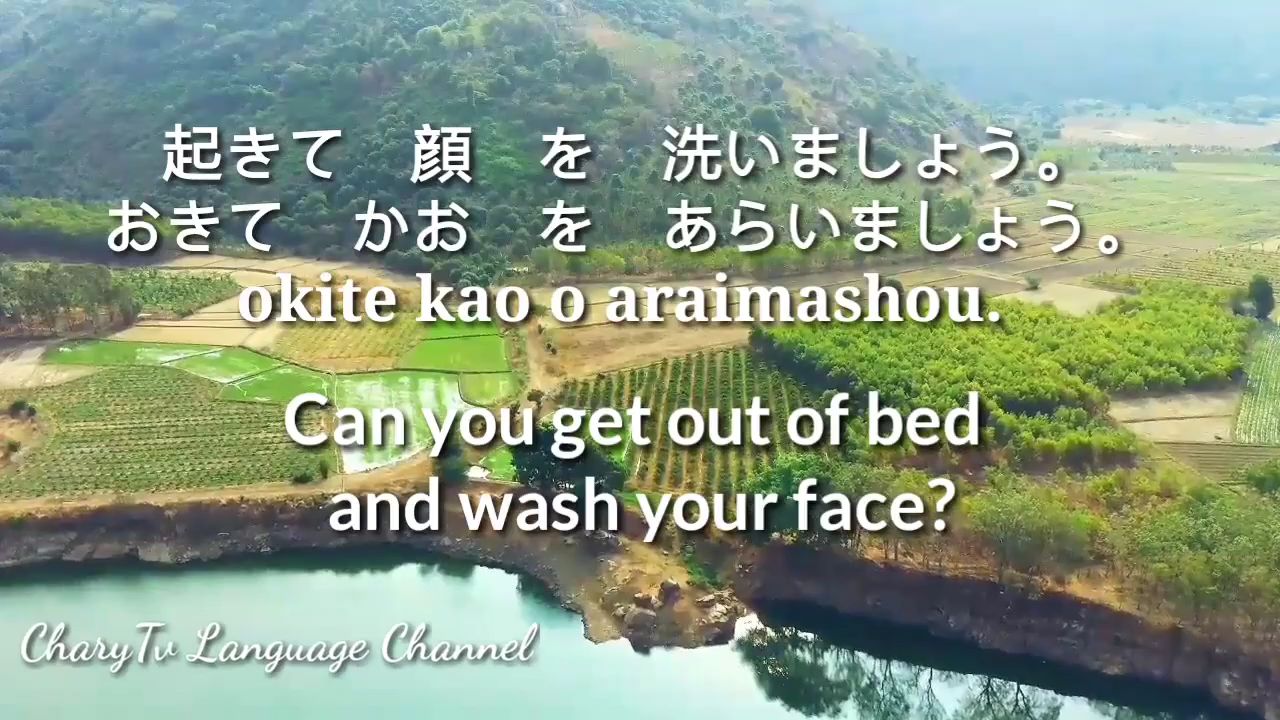 起きて　顔　を　洗いましょう。
おきて　かお　を　あらいましょう。
okite kao o araimashou.
Can you get out of bed
and wash your face?
CharyTv Language Channel